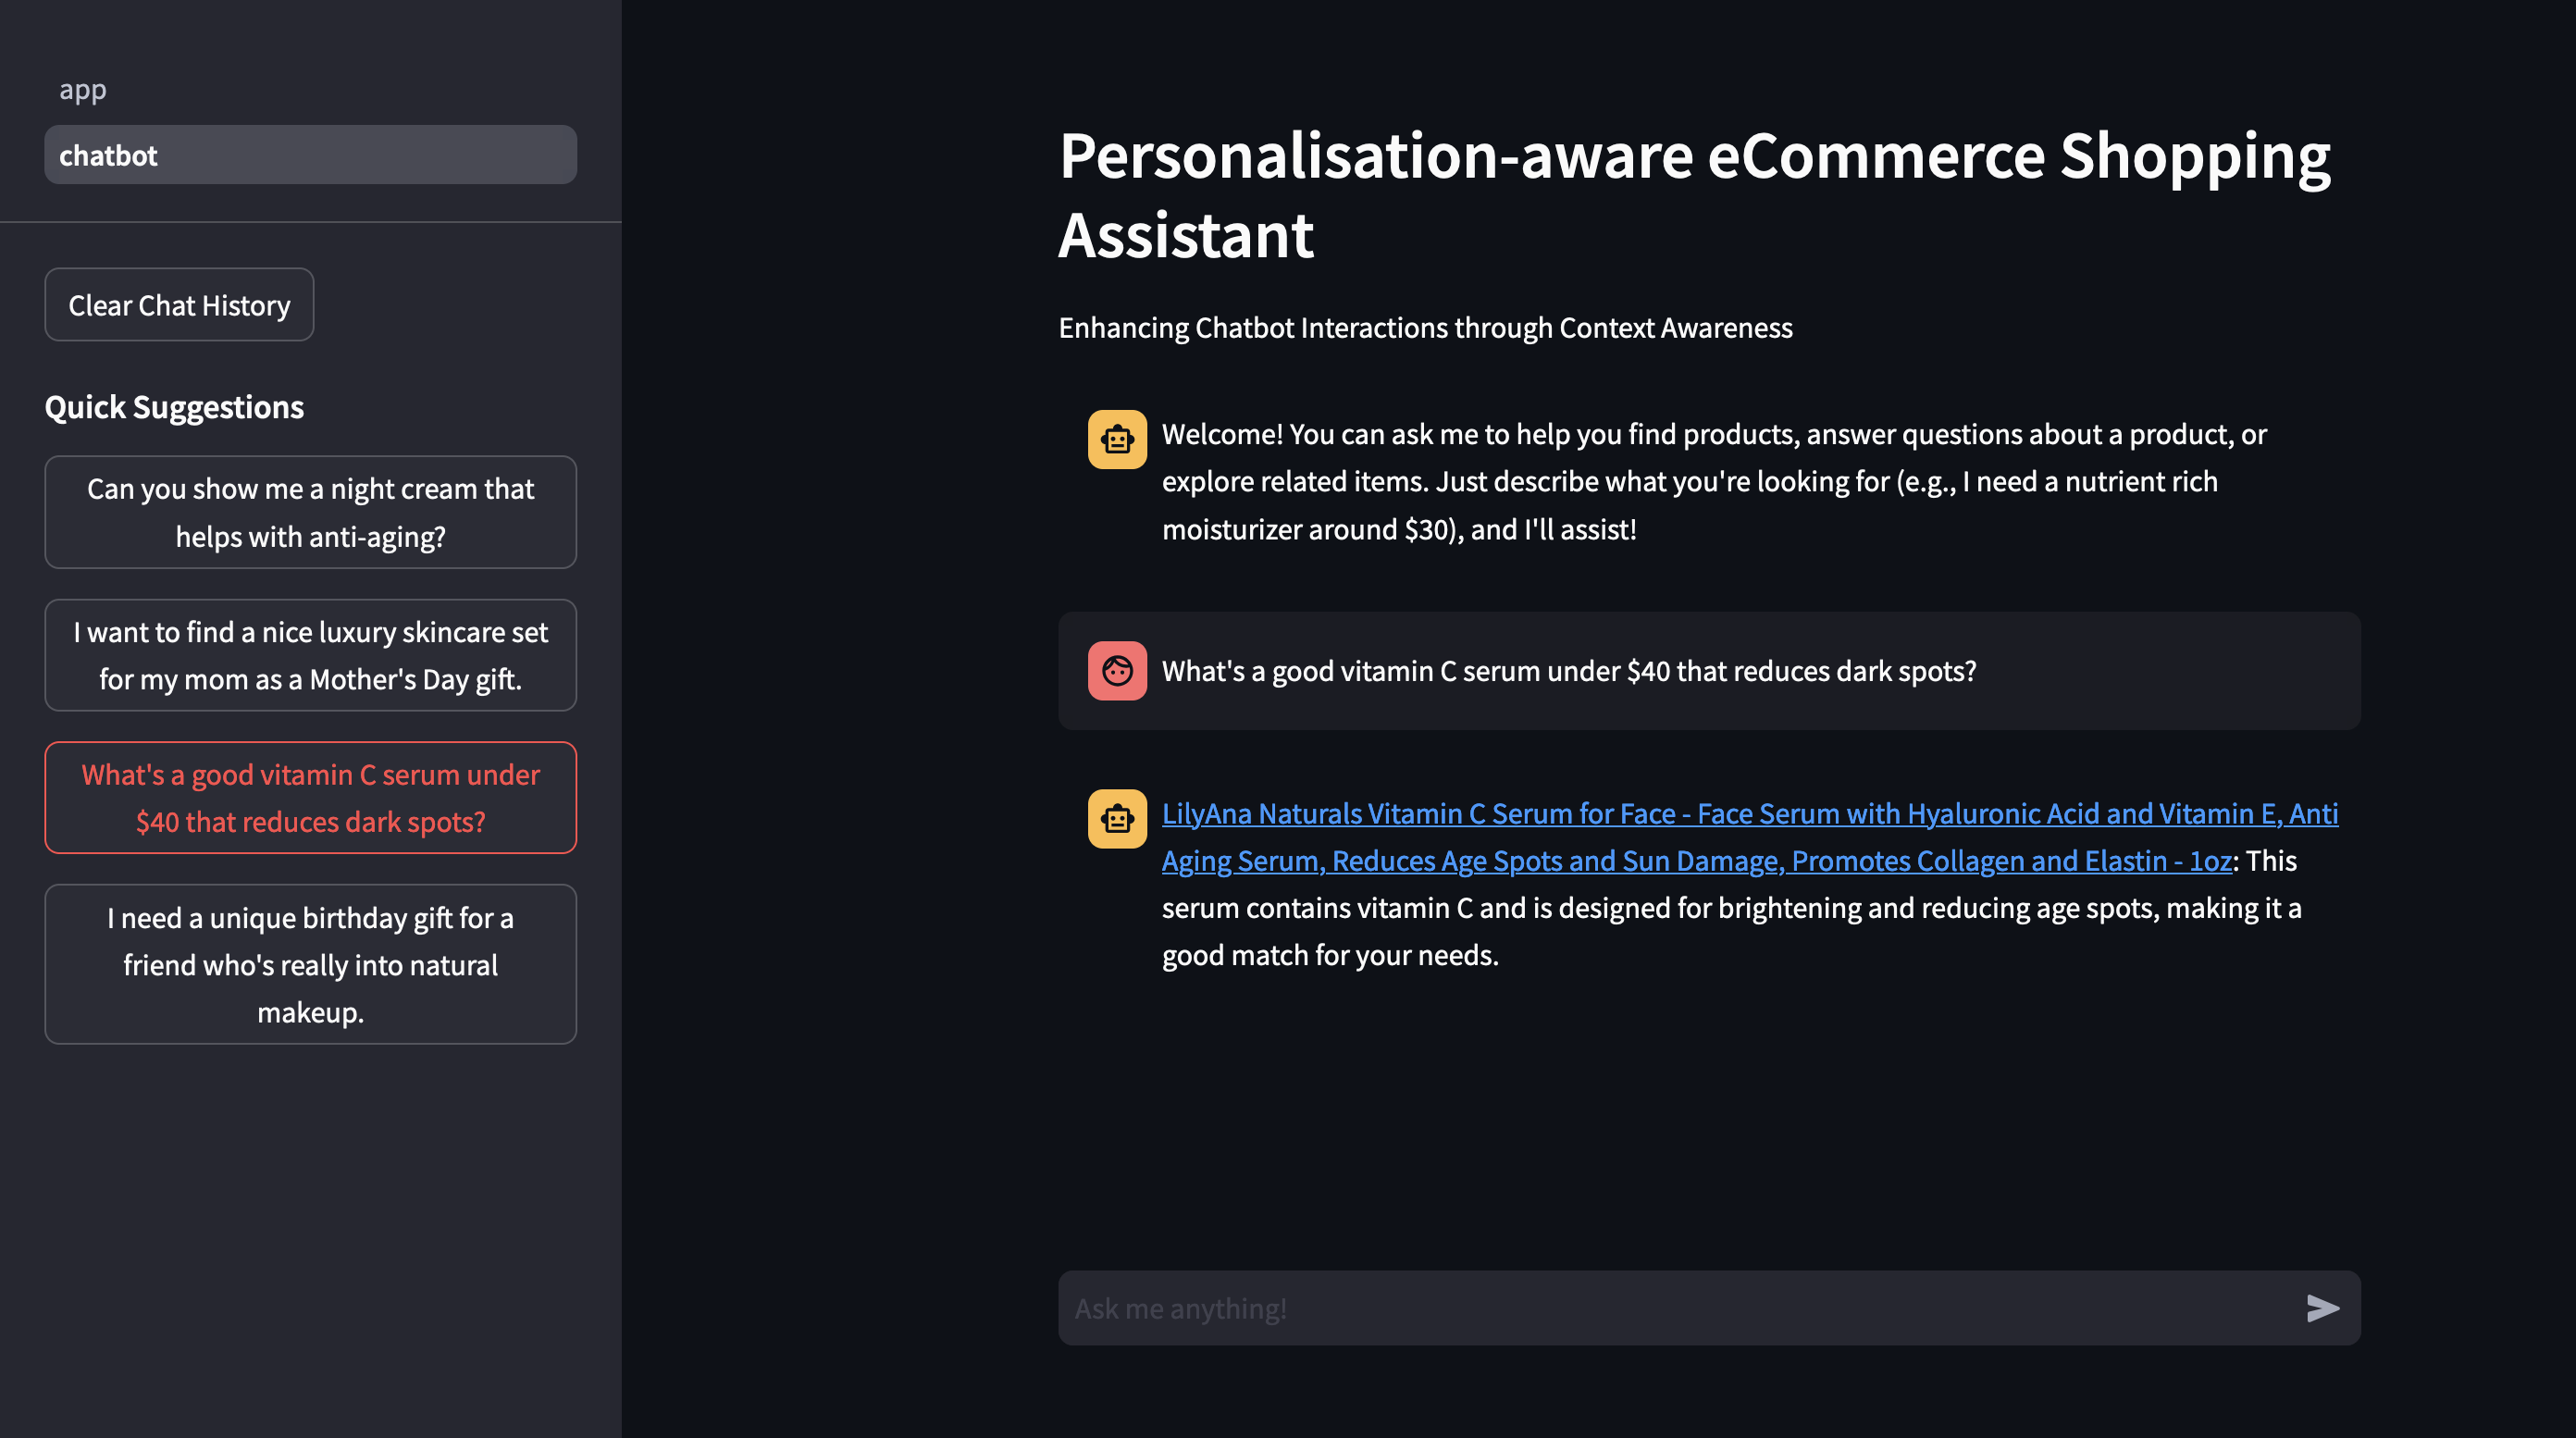 app
chatbot
Clear Chat History
Quick Suggestions
Can you show me a night cream that
helps with anti-aging?
I want to find a nice luxury skincare set
for my mom as a Mother's Day gift.
What's a good vitamin C serum under
$40 that reduces dark spots?
I need a unique birthday gift for a
friend who's really into natural
makeup.
Personalisation-aware eCommerce Shopping
Assistant
Enhancing Chatbot Interactions through Context Awareness
Welcome! You can ask me to help you find products, answer questions about a product, or
explore related items. Just describe what you're looking for (e.g., I need a nutrient rich
moisturizer around $30), and I'll assist!
What's a good vitamin C serum under $40 that reduces dark spots?
LilyAna Naturals Vitamin C Serum for Face - Face Serum with Hyaluronic Acid and Vitamin E, Anti
Aging Serum, Reduces Age Spots and Sun Damage, Promotes Collagen and Elastin - 1oz: This
serum contains vitamin C and is designed for brightening and reducing age spots, making it a
good match for your needs.
Ask me anything!